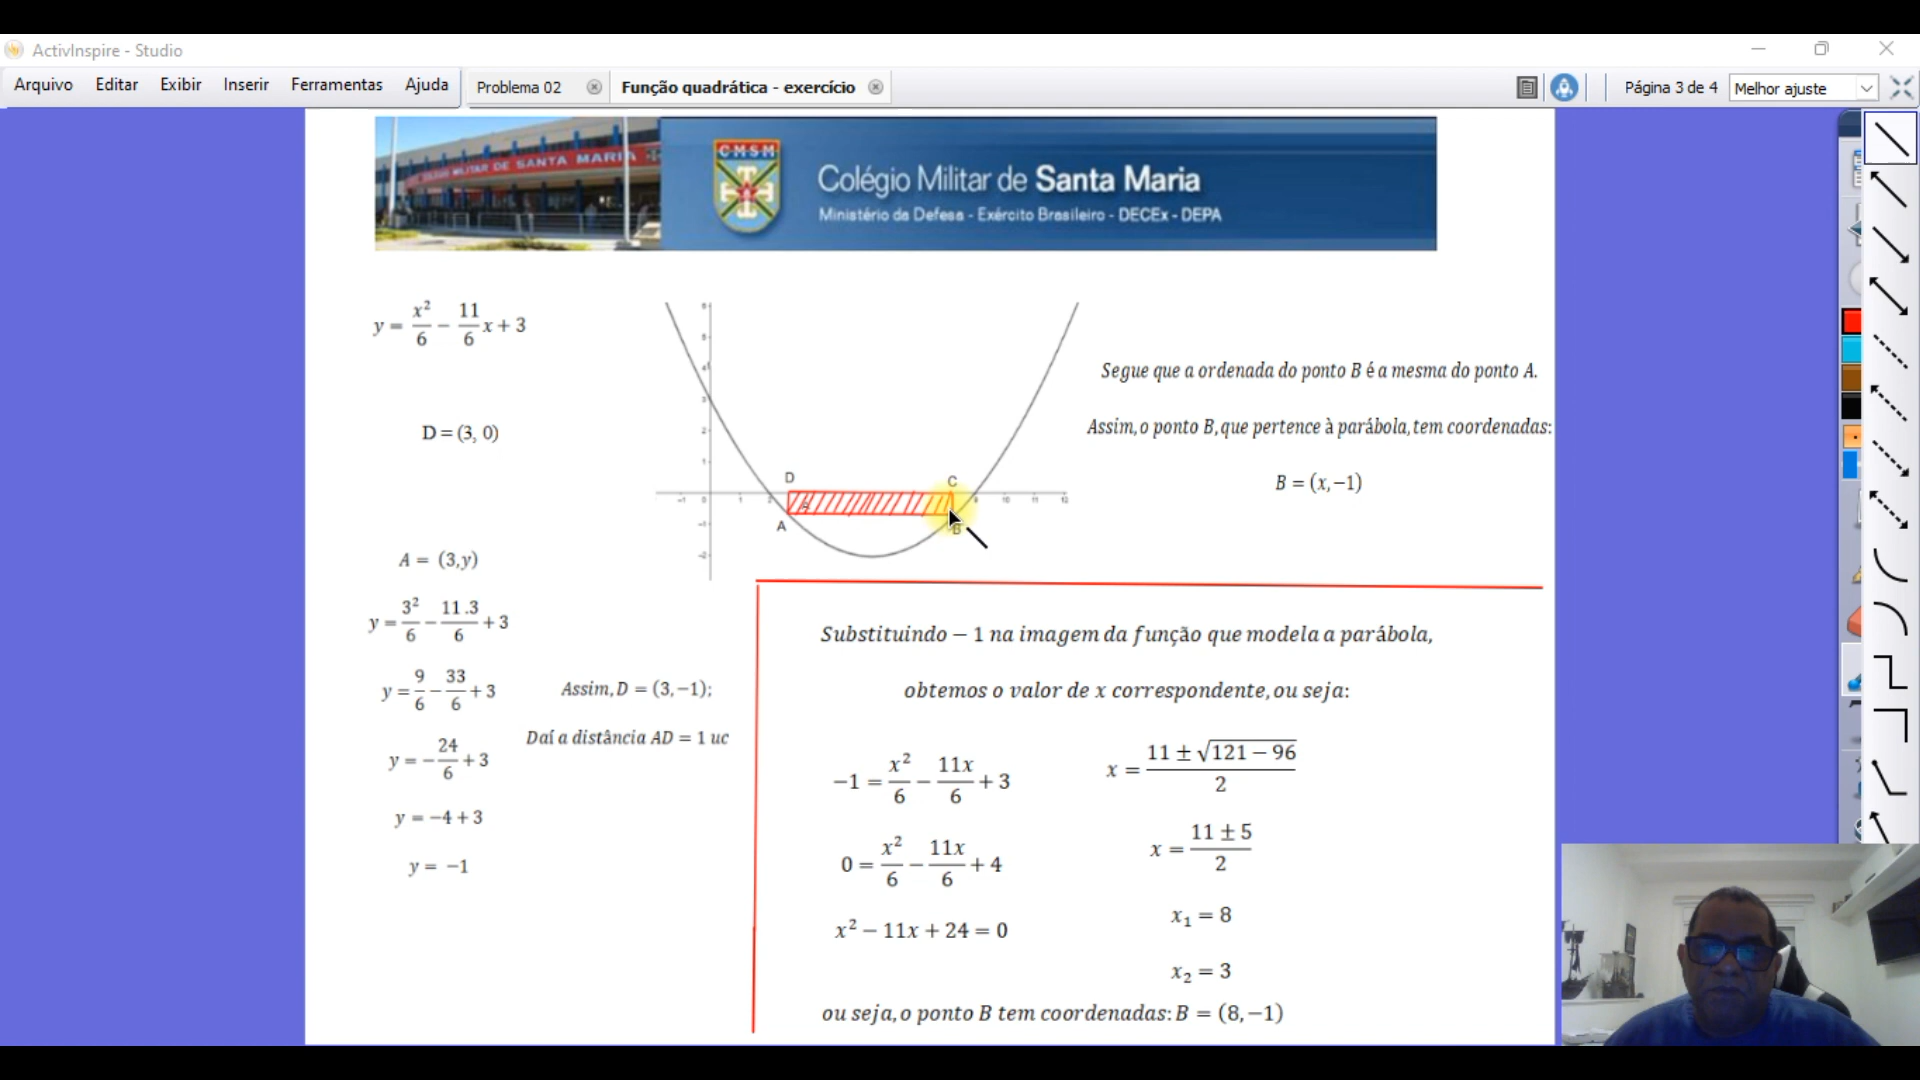 ActivInspire - Studio
Arquivo Editar Exibir Inserir Ferramentas Ajuda Problema 02 Função quadrática - exercício Página 3 de 4 Melhor ajuste
COLÉGIO MILITAR DE SANTA MARIA
CMSM
Colégio Militar de Santa Maria
Ministério da Defesa - Exército Brasileiro - DECEx - DEPA
y = x²/6 − 11/6 x + 3
D = (3, 0)
A = (3,y)
y = 3²/6 − 11.3/6 + 3
y = 9/6 − 33/6 + 3
y = − 24/6 + 3
y = −4 + 3
y = −1
Assim, D = (3,−1);
Daí a distância AD = 1 uc
D
C
A
B
Segue que a ordenada do ponto B é a mesma do ponto A.
Assim, o ponto B, que pertence à parábola, tem coordenadas:
B = (x,−1)
Substituindo − 1 na imagem da função que modela a parábola,
obtemos o valor de x correspondente, ou seja:
−1 = x²/6 − 11x/6 + 3
0 = x²/6 − 11x/6 + 4
x² − 11x + 24 = 0
x = (11 ± √(121 − 96))/2
x = (11 ± 5)/2
x₁ = 8
x₂ = 3
ou seja, o ponto B tem coordenadas: B = (8,−1)